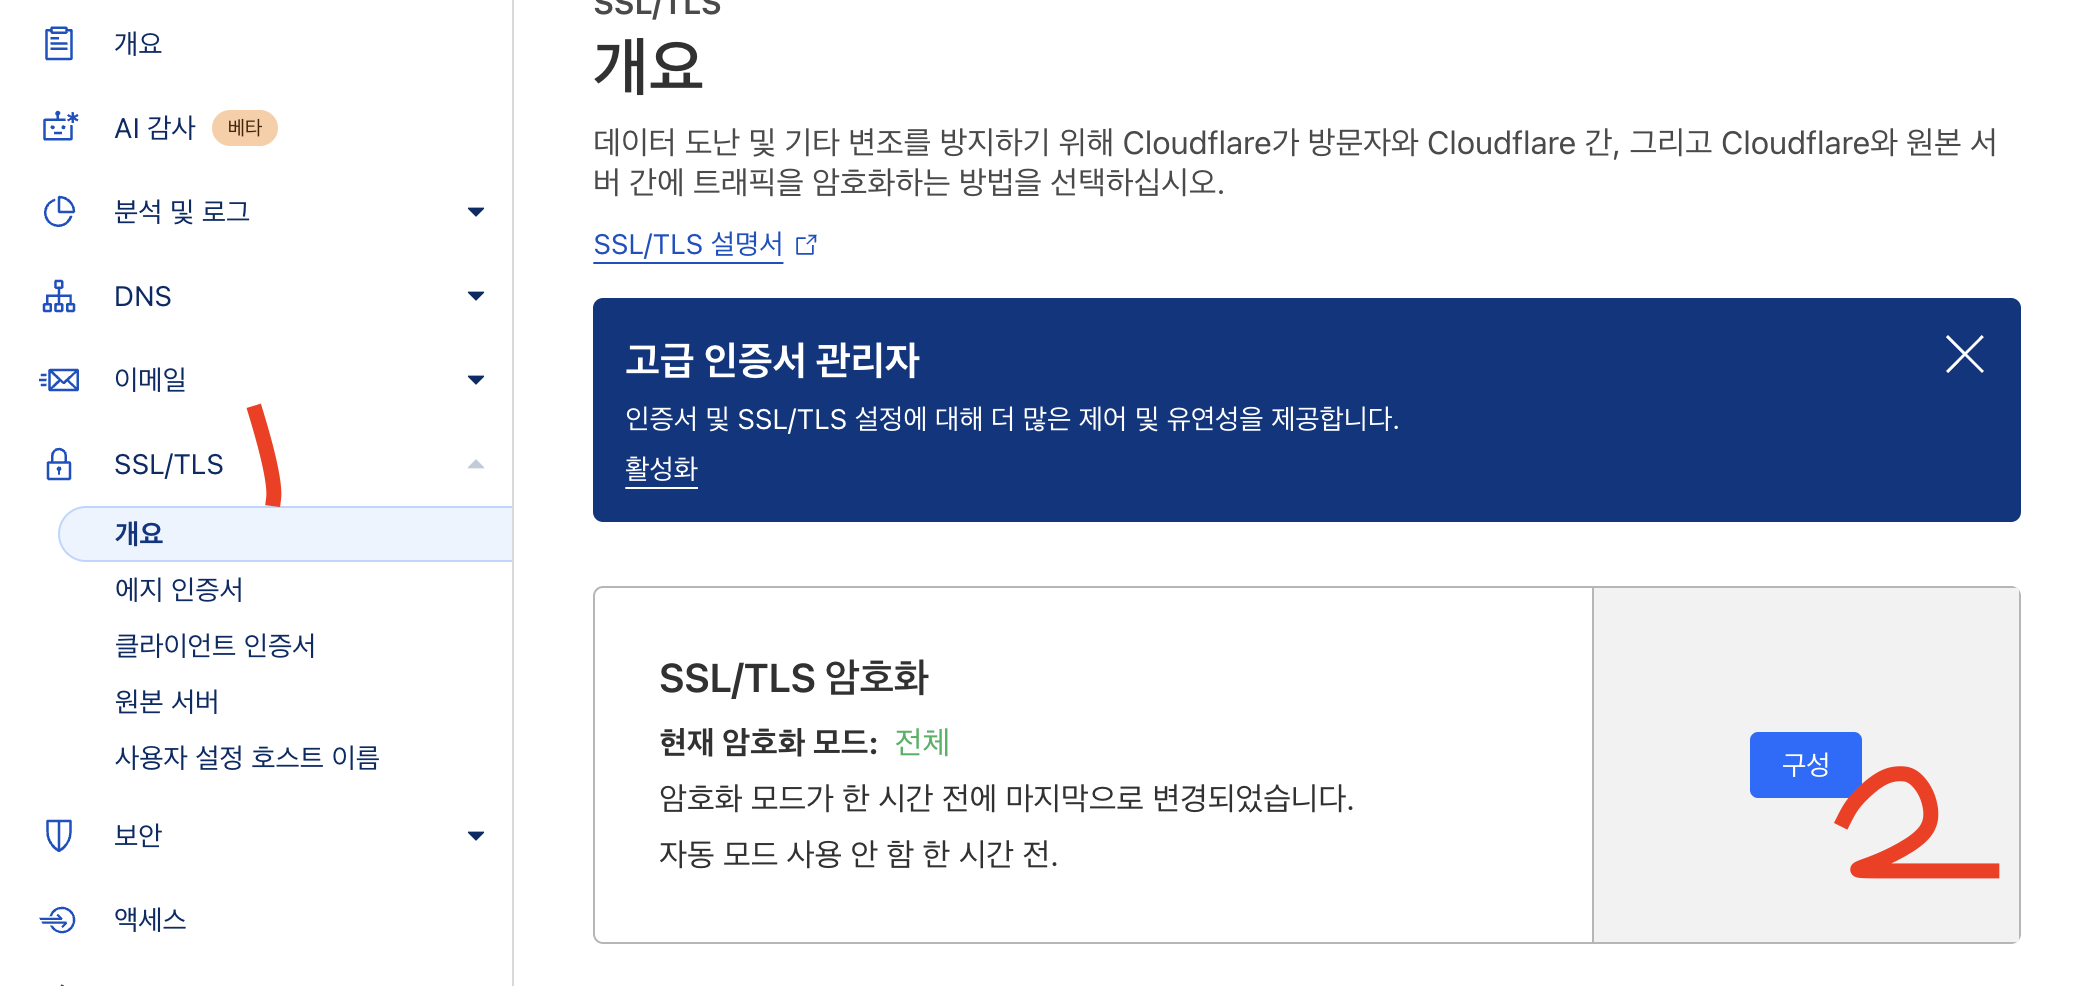 SSL/TLS
개요
데이터 도난 및 기타 변조를 방지하기 위해 Cloudflare가 방문자와 Cloudflare 간, 그리고 Cloudflare와 원본 서
버 간에 트래픽을 암호화하는 방법을 선택하십시오.
SSL/TLS 설명서
고급 인증서 관리자
인증서 및 SSL/TLS 설정에 대해 더 많은 제어 및 유연성을 제공합니다.
활성화
SSL/TLS 암호화
현재 암호화 모드: 전체
암호화 모드가 한 시간 전에 마지막으로 변경되었습니다.
자동 모드 사용 안 함 한 시간 전.
구성
2
개요
AI 감사 베타
분석 및 로그
DNS
이메일
SSL/TLS
1
개요
에지 인증서
클라이언트 인증서
원본 서버
사용자 설정 호스트 이름
보안
액세스